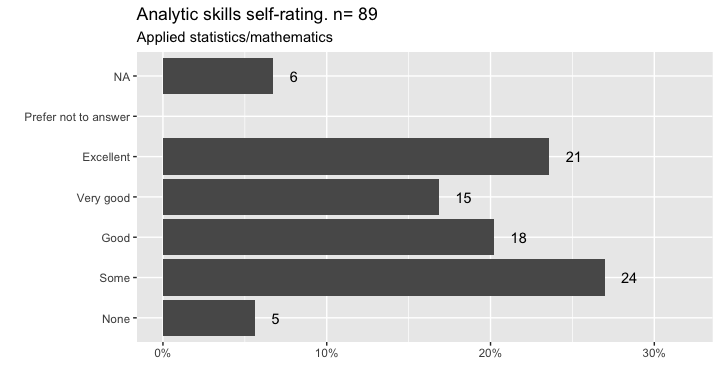 Analytic skills self-rating. n= 89
Applied statistics/mathematics
NA 6
Prefer not to answer
Excellent 21
Very good 15
Good 18
Some 24
None 5
0% 10% 20% 30%